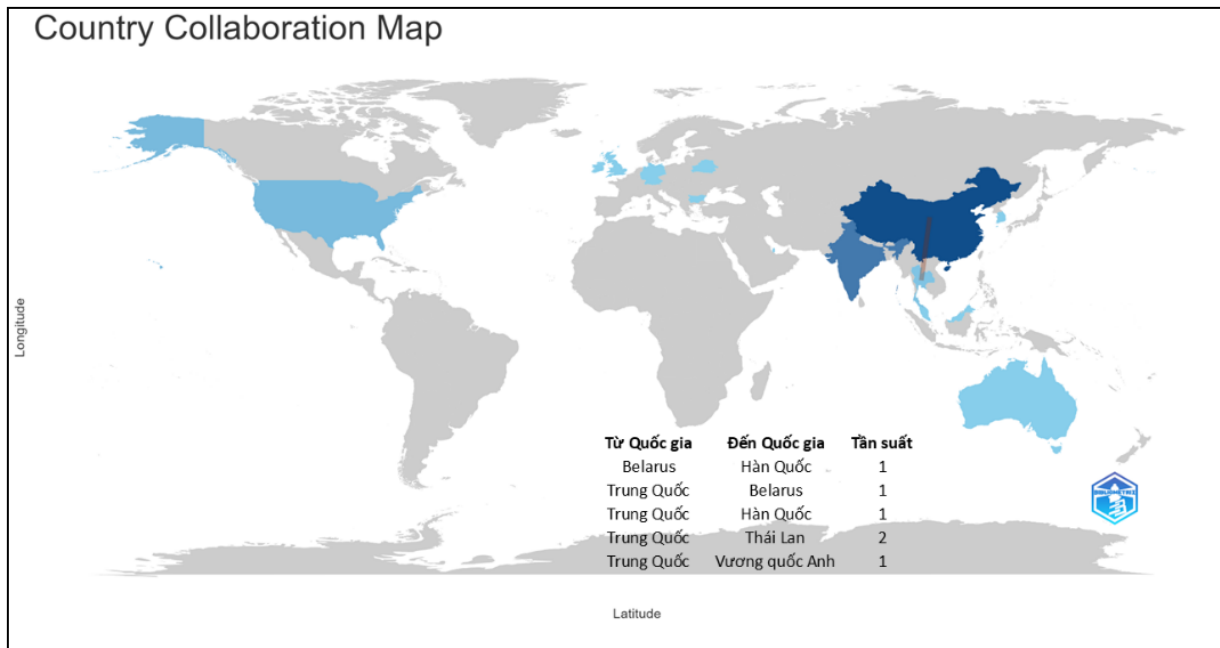 Country Collaboration Map
Longitude
Từ Quốc gia Đến Quốc gia Tần suất
Belarus Hàn Quốc 1
Trung Quốc Belarus 1
Trung Quốc Hàn Quốc 1
Trung Quốc Thái Lan 2
Trung Quốc Vương quốc Anh 1
BIBLIOMETRIX
Latitude